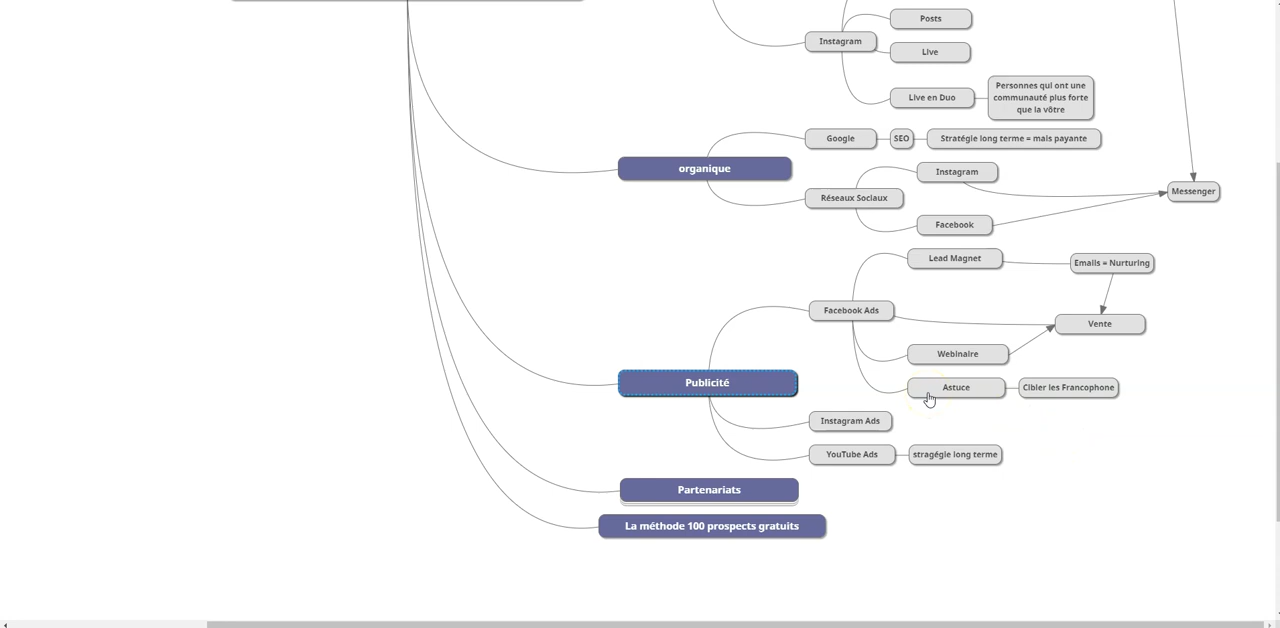 Posts
Instagram
Live
Live en Duo
Personnes qui ont une
communauté plus forte
que la vôtre
Google
SEO
Stratégie long terme = mais payante
organique
Instagram
Réseaux Sociaux
Messenger
Facebook
Lead Magnet
Emails = Nurturing
Facebook Ads
Vente
Webinaire
Publicité
Astuce
Cibler les Francophone
Instagram Ads
YouTube Ads
stragégie long terme
Partenariats
La méthode 100 prospects gratuits